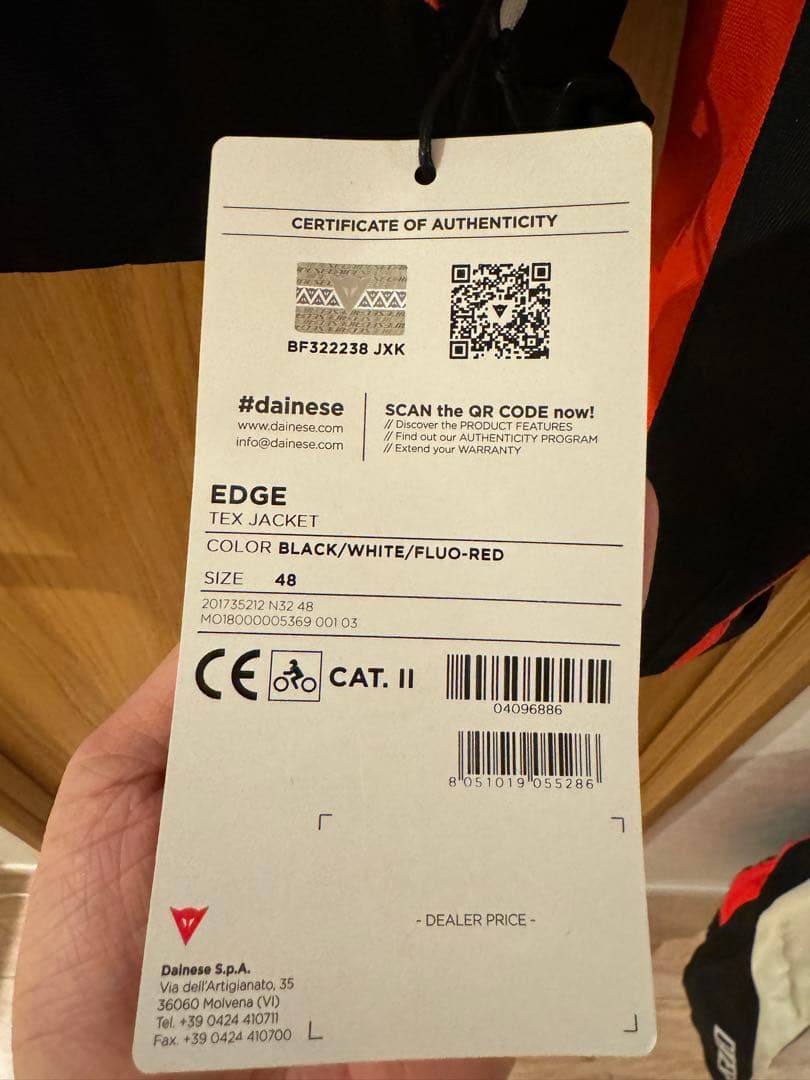 CERTIFICATE OF AUTHENTICITY
BF322238 JXK
#dainese
www.dainese.com
info@dainese.com
SCAN the QR CODE now!
// Discover the PRODUCT FEATURES
// Find out our AUTHENTICITY PROGRAM
// Extend your WARRANTY
EDGE
TEX JACKET
COLOR BLACK/WHITE/FLUO-RED
SIZE 48
201735212 N32 48
MO18000005369 001 03
CE CAT. II
04096886
8 051019 055286
- DEALER PRICE -
Dainese S.p.A.
Via dell'Artigianato, 35
36060 Molvena (VI)
Tel. +39 0424 410711
Fax. +39 0424 410700